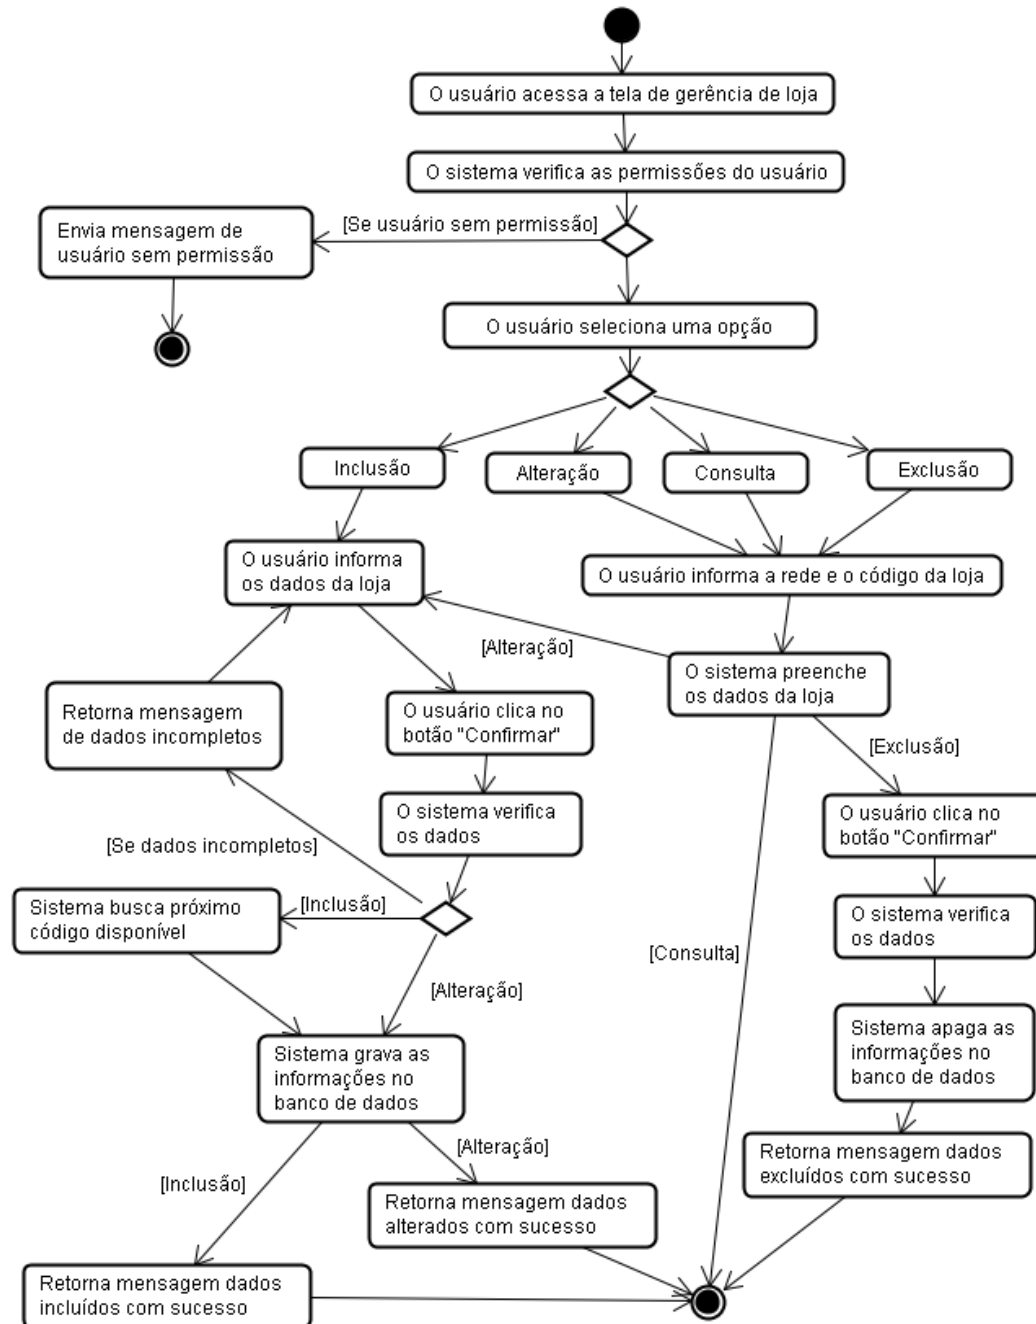 O usuário acessa a tela de gerência de loja
O sistema verifica as permissões do usuário
[Se usuário sem permissão]
Envia mensagem de
usuário sem permissão
O usuário seleciona uma opção
Inclusão
Alteração
Consulta
Exclusão
O usuário informa
os dados da loja
O usuário informa a rede e o código da loja
[Alteração]
O sistema preenche
os dados da loja
Retorna mensagem
de dados incompletos
O usuário clica no
botão "Confirmar"
[Exclusão]
O sistema verifica
os dados
O usuário clica no
botão "Confirmar"
[Se dados incompletos]
Sistema busca próximo
código disponível
[Inclusão]
O sistema verifica
os dados
[Consulta]
[Alteração]
Sistema grava as
informações no
banco de dados
Sistema apaga as
informações no
banco de dados
[Alteração]
[Inclusão]
Retorna mensagem dados
excluídos com sucesso
Retorna mensagem dados
alterados com sucesso
Retorna mensagem dados
incluídos com sucesso